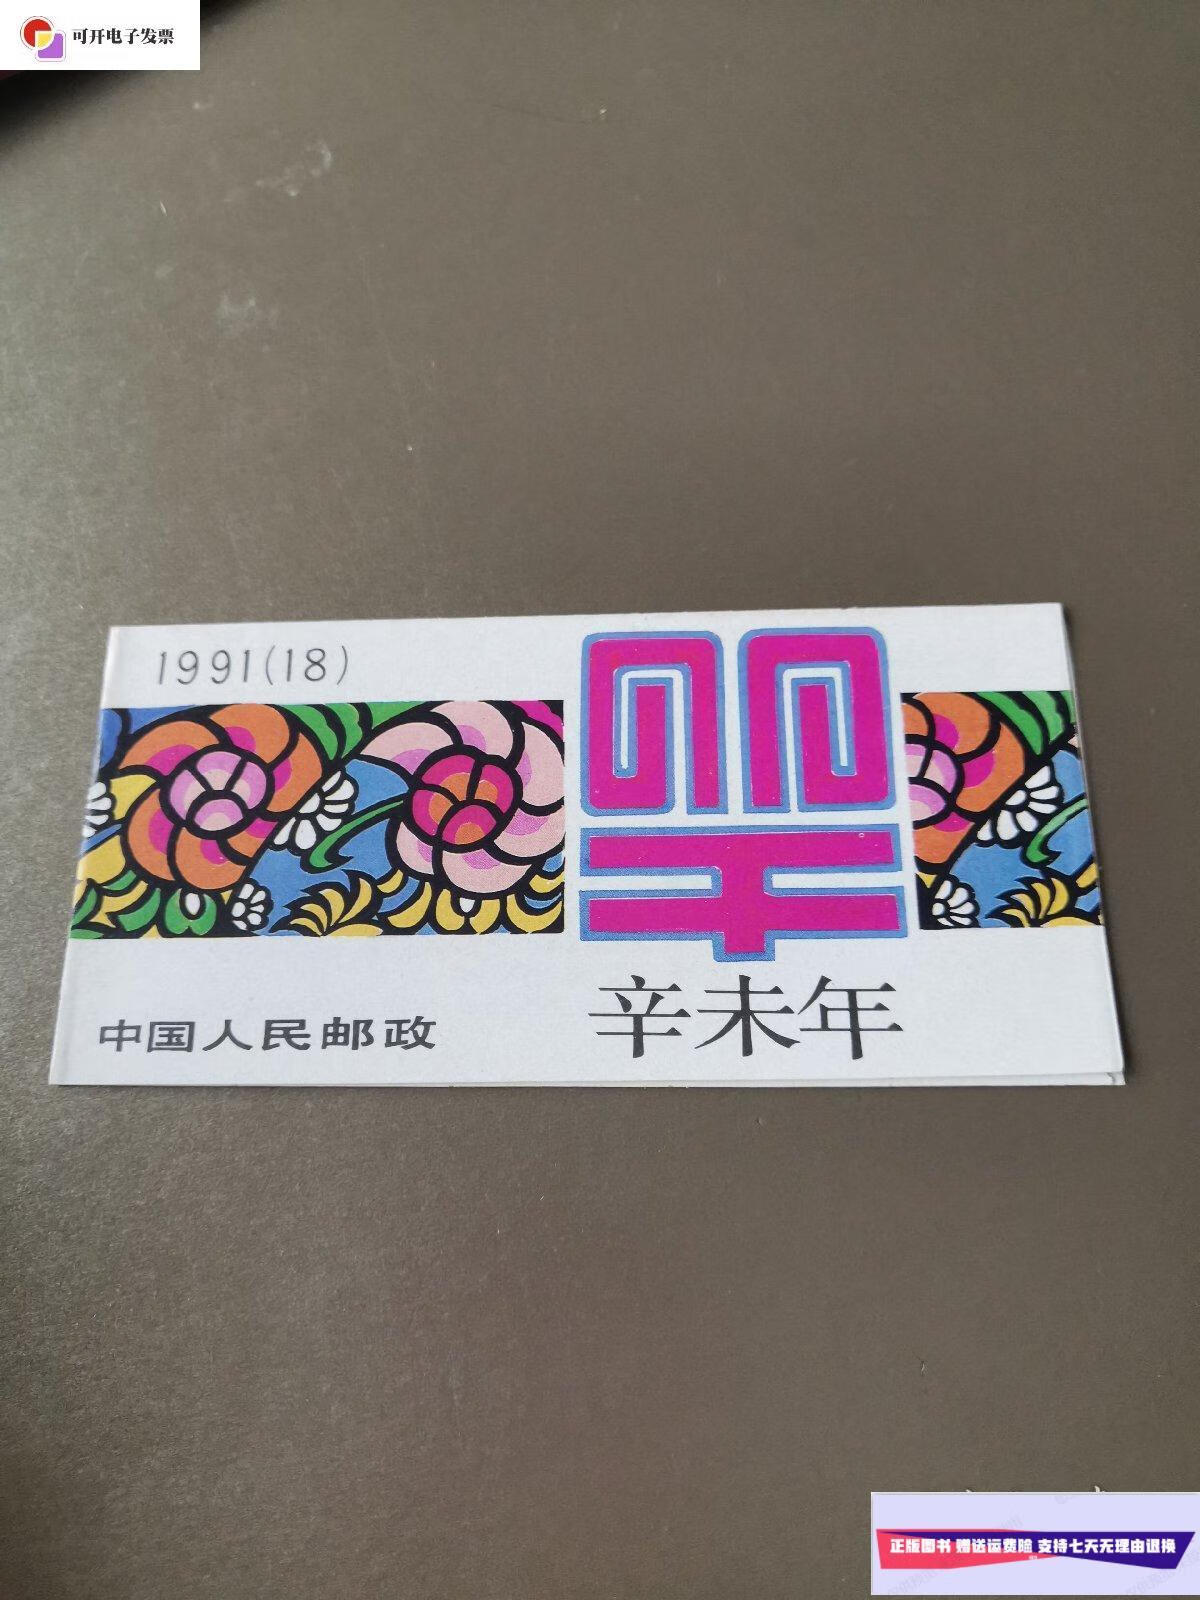 可开电子发票
1991(18)
羊
中国人民邮政
辛未年
正版图书 赠送运费险 支持七天无理由退换